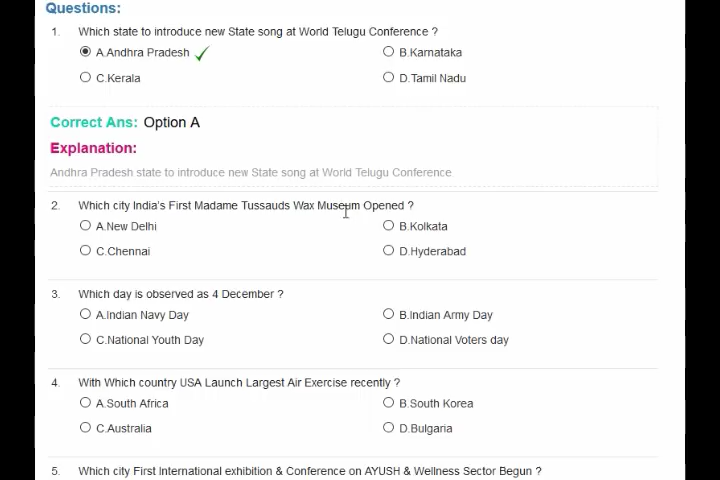 Questions:
1. Which state to introduce new State song at World Telugu Conference ?
A.Andhra Pradesh B.Karnataka
C.Kerala D.Tamil Nadu
Correct Ans: Option A
Explanation:
Andhra Pradesh state to introduce new State song at World Telugu Conference
2. Which city India's First Madame Tussauds Wax Museum Opened ?
A.New Delhi B.Kolkata
C.Chennai D.Hyderabad
3. Which day is observed as 4 December ?
A.Indian Navy Day B.Indian Army Day
C.National Youth Day D.National Voters day
4. With Which country USA Launch Largest Air Exercise recently ?
A.South Africa B.South Korea
C.Australia D.Bulgaria
5. Which city First International exhibition & Conference on AYUSH & Wellness Sector Begun ?